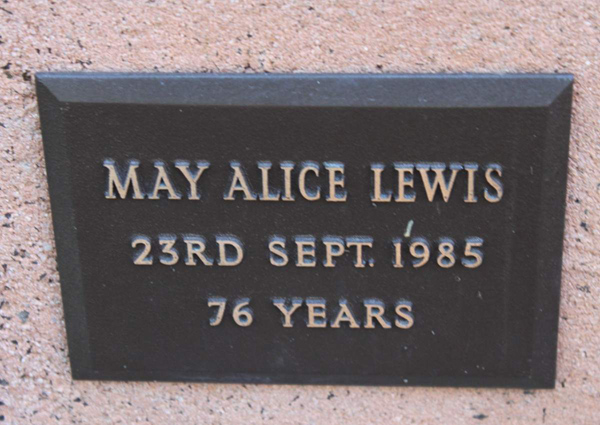 MAY ALICE LEWIS
23RD SEPT. 1985
76 YEARS